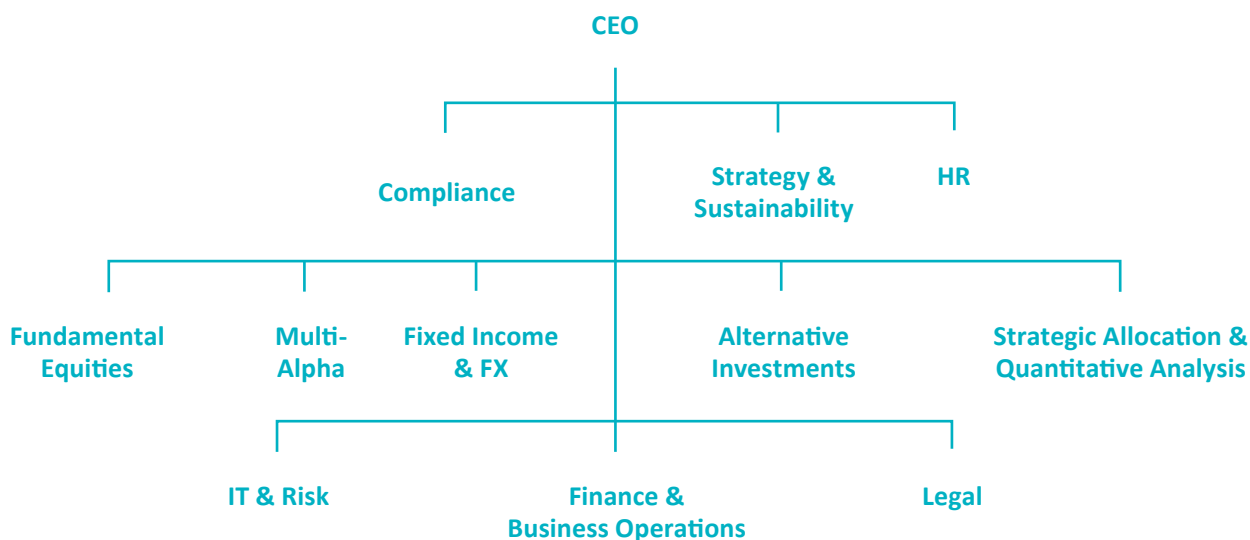 CEO
Compliance
Strategy &
Sustainability
HR
Fundamental
Equities
Multi-
Alpha
Fixed Income
& FX
Alternative
Investments
Strategic Allocation &
Quantitative Analysis
IT & Risk
Finance &
Business Operations
Legal